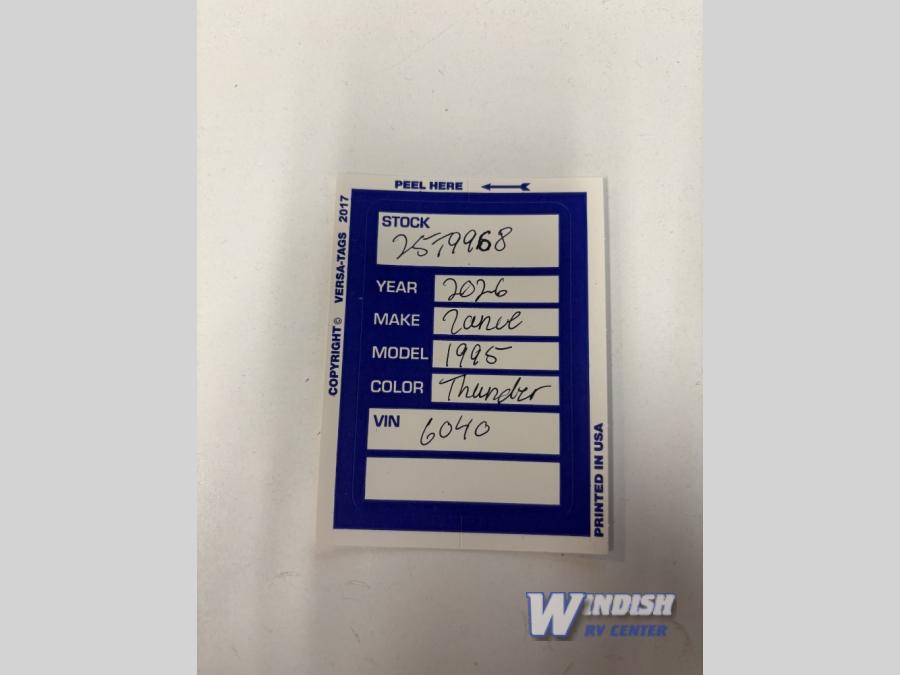 PEEL HERE
COPYRIGHT© VERSA-TAGS 2017
STOCK
25T9968
YEAR 2026
MAKE Lance
MODEL 1995
COLOR Thunder
VIN 6040
PRINTED IN USA
WINDISH
RV CENTER